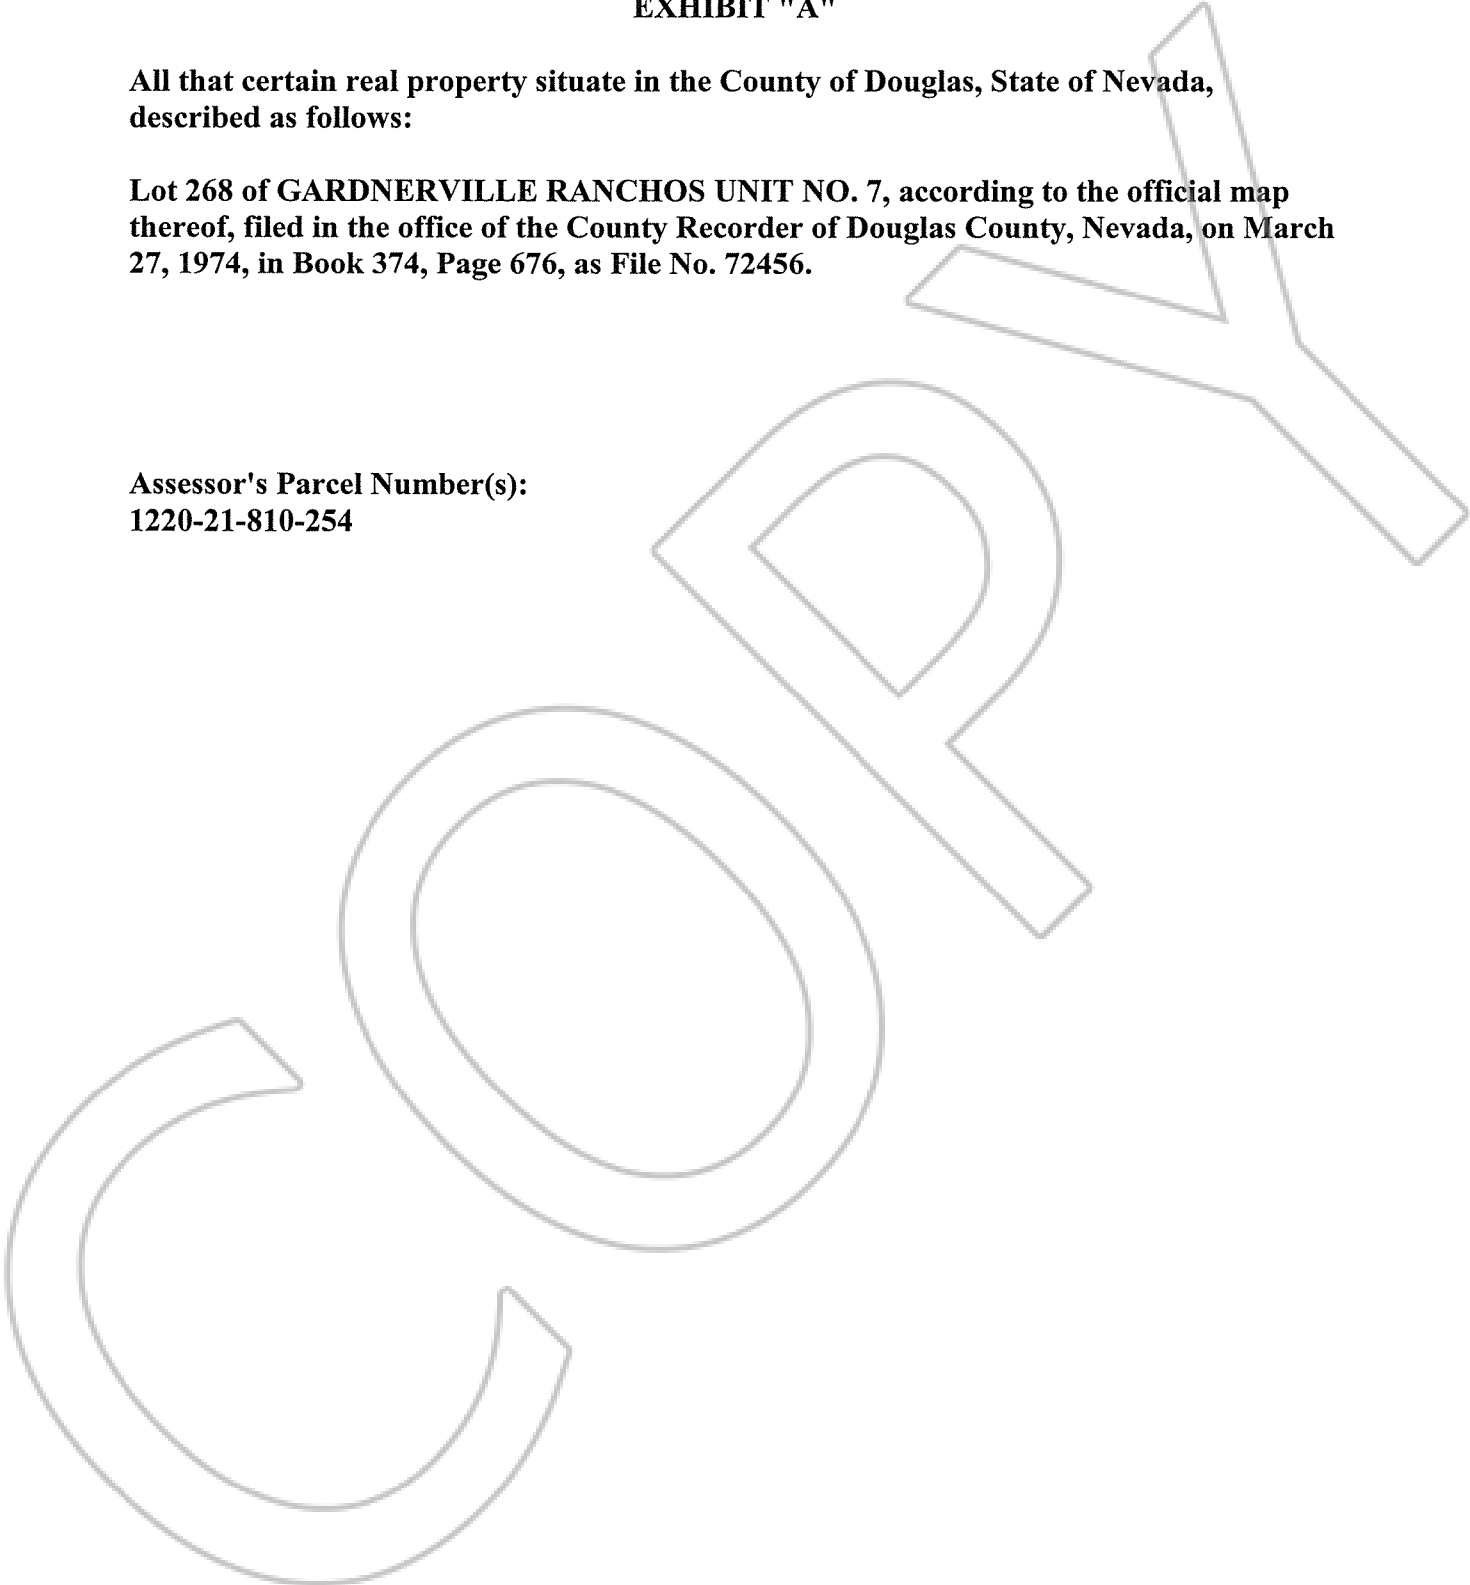 EXHIBIT "A"
All that certain real property situate in the County of Douglas, State of Nevada,
described as follows:
Lot 268 of GARDNERVILLE RANCHOS UNIT NO. 7, according to the official map
thereof, filed in the office of the County Recorder of Douglas County, Nevada, on March
27, 1974, in Book 374, Page 676, as File No. 72456.
Assessor's Parcel Number(s):
1220-21-810-254
COPY